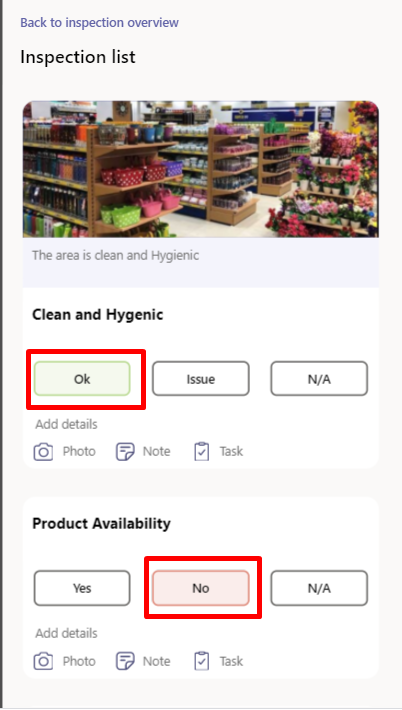 Back to inspection overview
Inspection list
The area is clean and Hygienic
Clean and Hygenic
Ok Issue N/A
Add details
Photo Note Task
Product Availability
Yes No N/A
Add details
Photo Note Task